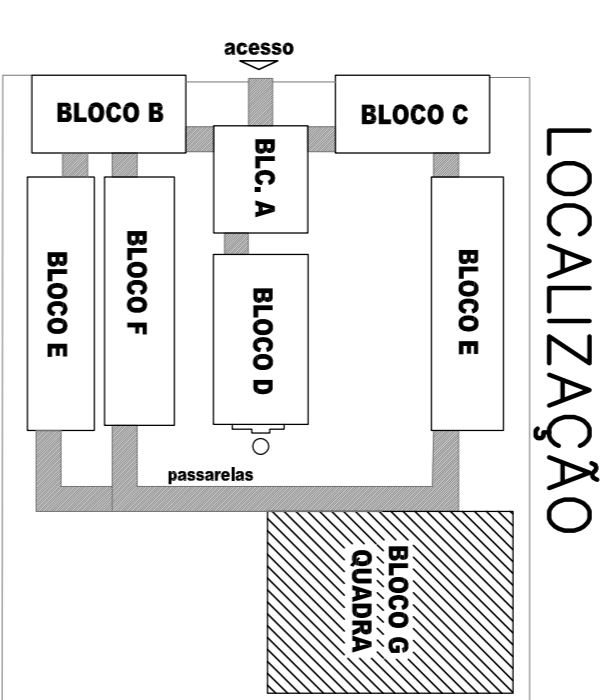 acesso
BLOCO B
BLOCO C
BLC. A
BLOCO E
BLOCO F
BLOCO D
BLOCO E
passarelas
BLOCO G
QUADRA
LOCALIZAÇÃO